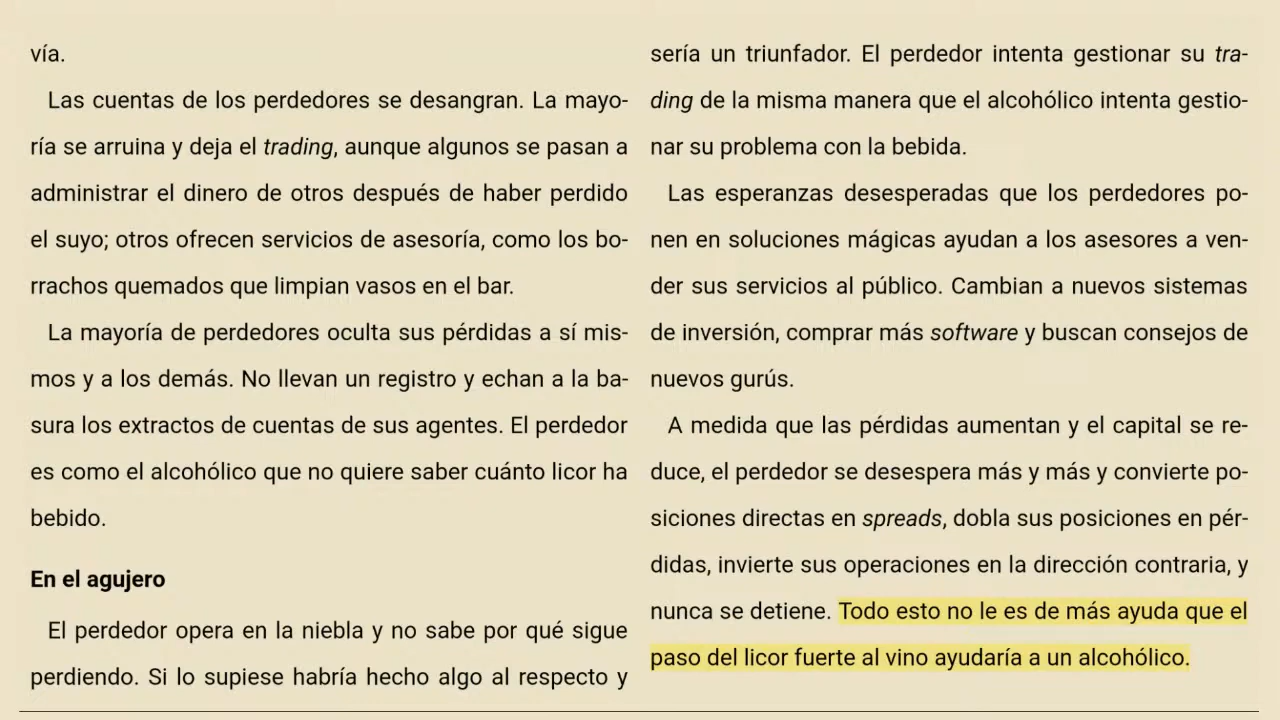 vía.
Las cuentas de los perdedores se desangran. La mayo-
ría se arruina y deja el trading, aunque algunos se pasan a
administrar el dinero de otros después de haber perdido
el suyo; otros ofrecen servicios de asesoría, como los bo-
rrachos quemados que limpian vasos en el bar.
La mayoría de perdedores oculta sus pérdidas a sí mis-
mos y a los demás. No llevan un registro y echan a la ba-
sura los extractos de cuentas de sus agentes. El perdedor
es como el alcohólico que no quiere saber cuánto licor ha
bebido.
En el agujero
El perdedor opera en la niebla y no sabe por qué sigue
perdiendo. Si lo supiese habría hecho algo al respecto y
sería un triunfador. El perdedor intenta gestionar su tra-
ding de la misma manera que el alcohólico intenta gestio-
nar su problema con la bebida.
Las esperanzas desesperadas que los perdedores po-
nen en soluciones mágicas ayudan a los asesores a ven-
der sus servicios al público. Cambian a nuevos sistemas
de inversión, comprar más software y buscan consejos de
nuevos gurús.
A medida que las pérdidas aumentan y el capital se re-
duce, el perdedor se desespera más y más y convierte po-
siciones directas en spreads, dobla sus posiciones en pér-
didas, invierte sus operaciones en la dirección contraria, y
nunca se detiene. Todo esto no le es de más ayuda que el
paso del licor fuerte al vino ayudaría a un alcohólico.